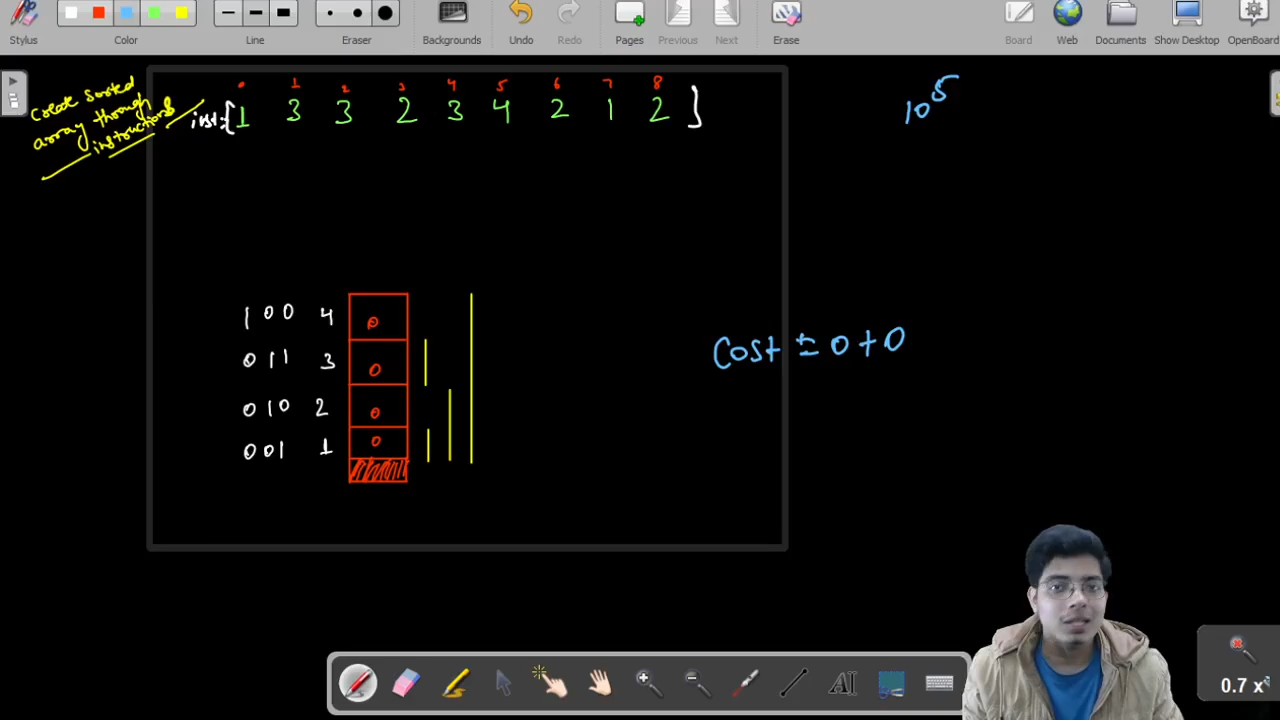 Stylus Color Line Eraser Backgrounds Undo Redo Pages Previous Next Erase Board Web Documents Show Desktop OpenBoard
Create sorted
array through
instructions
0 1 2 3 4 5 6 7 8
inst:[1 3 3 2 3 4 2 1 2]
10^5
100 4 0
011 3 0
010 2 0
001 1 0
Cost ± 0 + 0
0.7 x